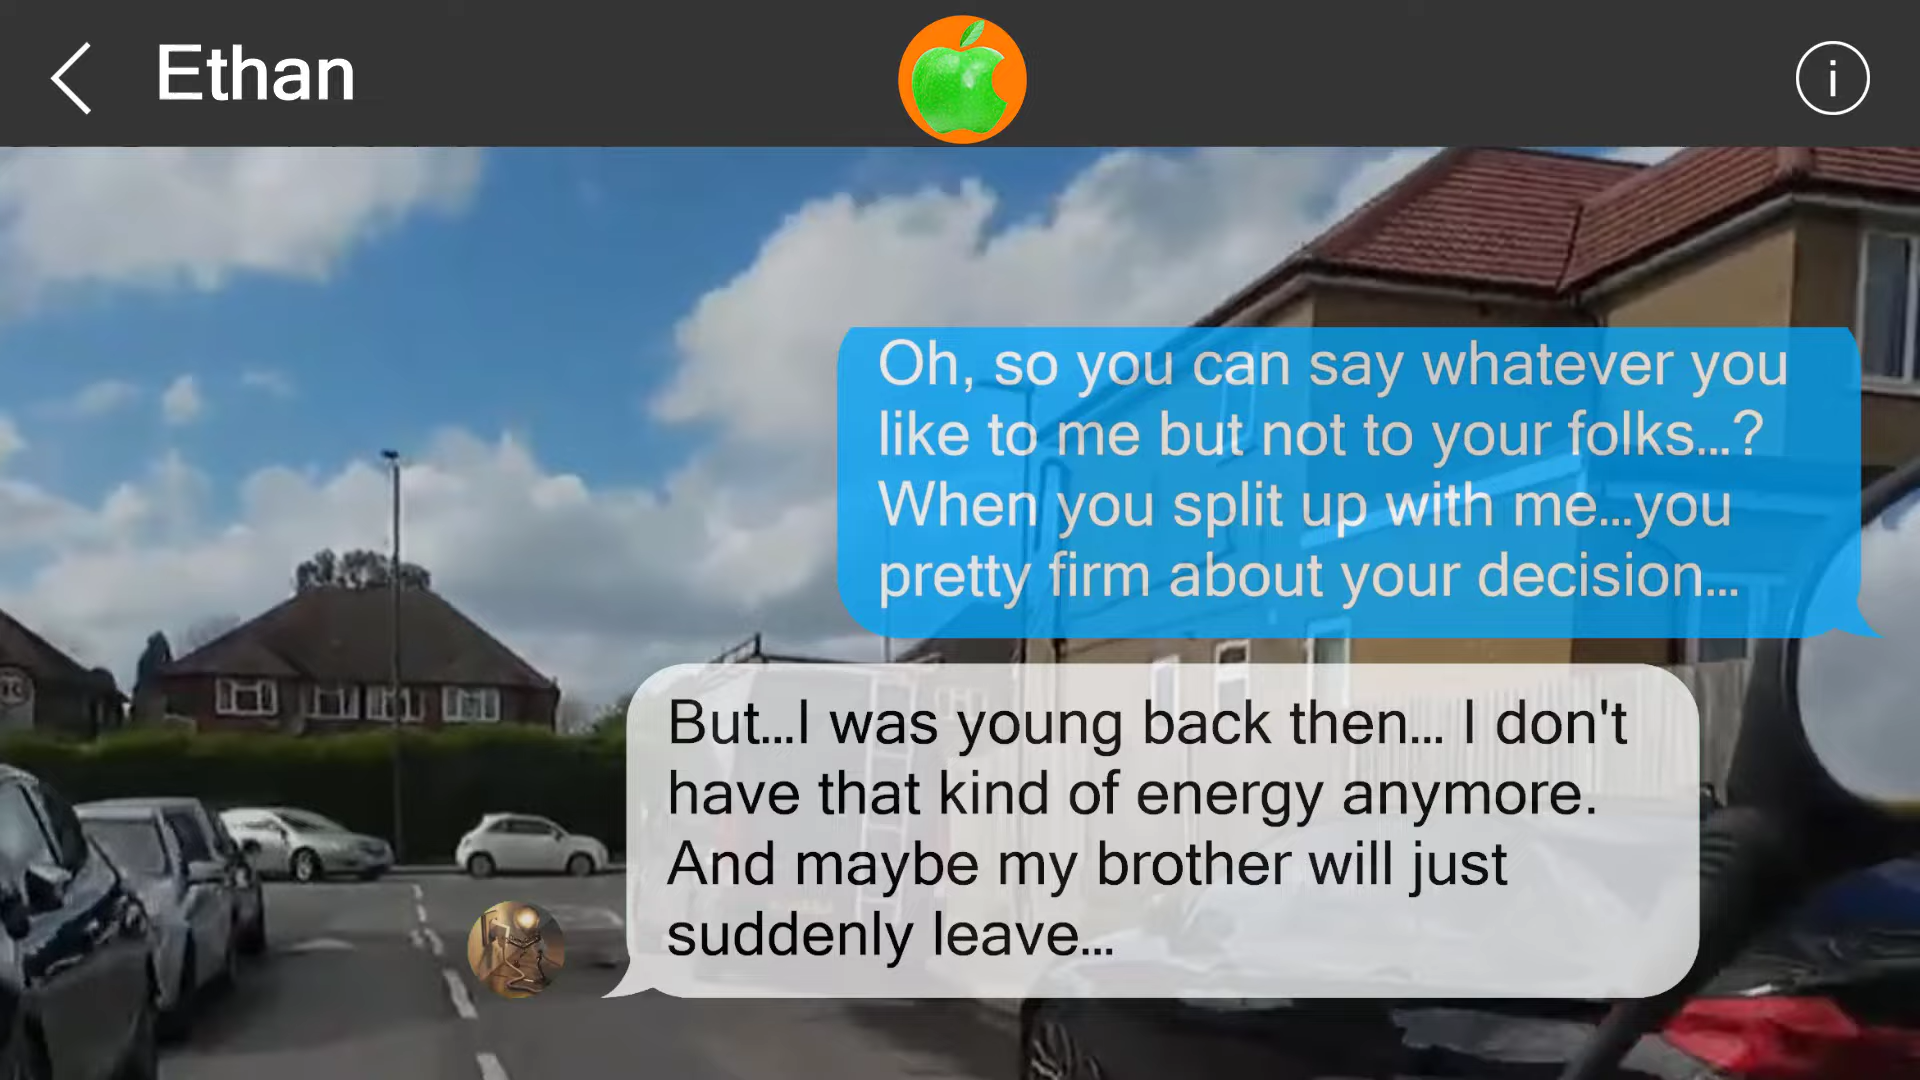 Ethan
i
Oh, so you can say whatever you
like to me but not to your folks...?
When you split up with me...you
pretty firm about your decision...
But...I was young back then... I don't
have that kind of energy anymore.
And maybe my brother will just
suddenly leave...